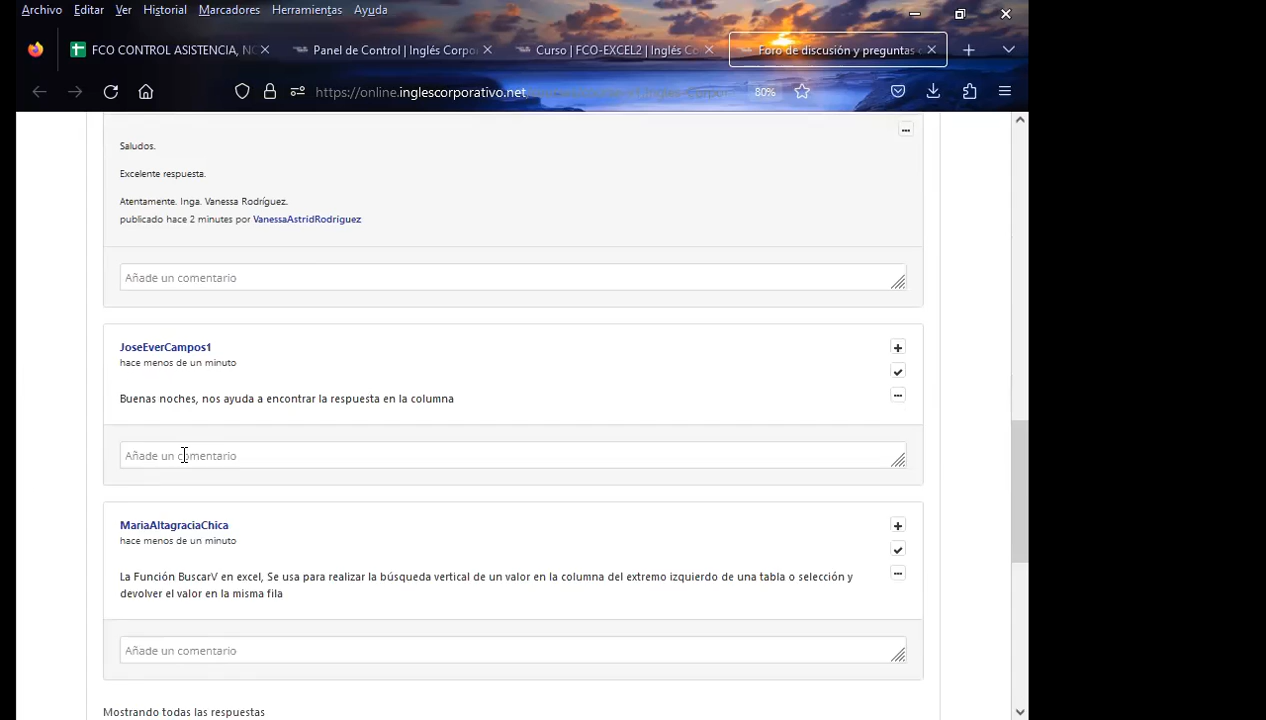 Archivo Editar Ver Historial Marcadores Herramientas Ayuda
FCO CONTROL ASISTENCIA, NC Panel de Control | Inglés Corpo Curso | FCO-EXCEL2 | Inglés Co Foro de discusión y preguntas
https://online.inglescorporativo.net 80%
Saludos.
Excelente respuesta.
Atentamente. Inga. Vanessa Rodríguez.
publicado hace 2 minutes por VanessaAstridRodriguez
Añade un comentario
JoseEverCampos1
hace menos de un minuto
Buenas noches, nos ayuda a encontrar la respuesta en la columna
Añade un comentario
MariaAltagraciaChica
hace menos de un minuto
La Función BuscarV en excel, Se usa para realizar la búsqueda vertical de un valor en la columna del extremo izquierdo de una tabla o selección y
devolver el valor en la misma fila
Añade un comentario
Mostrando todas las respuestas